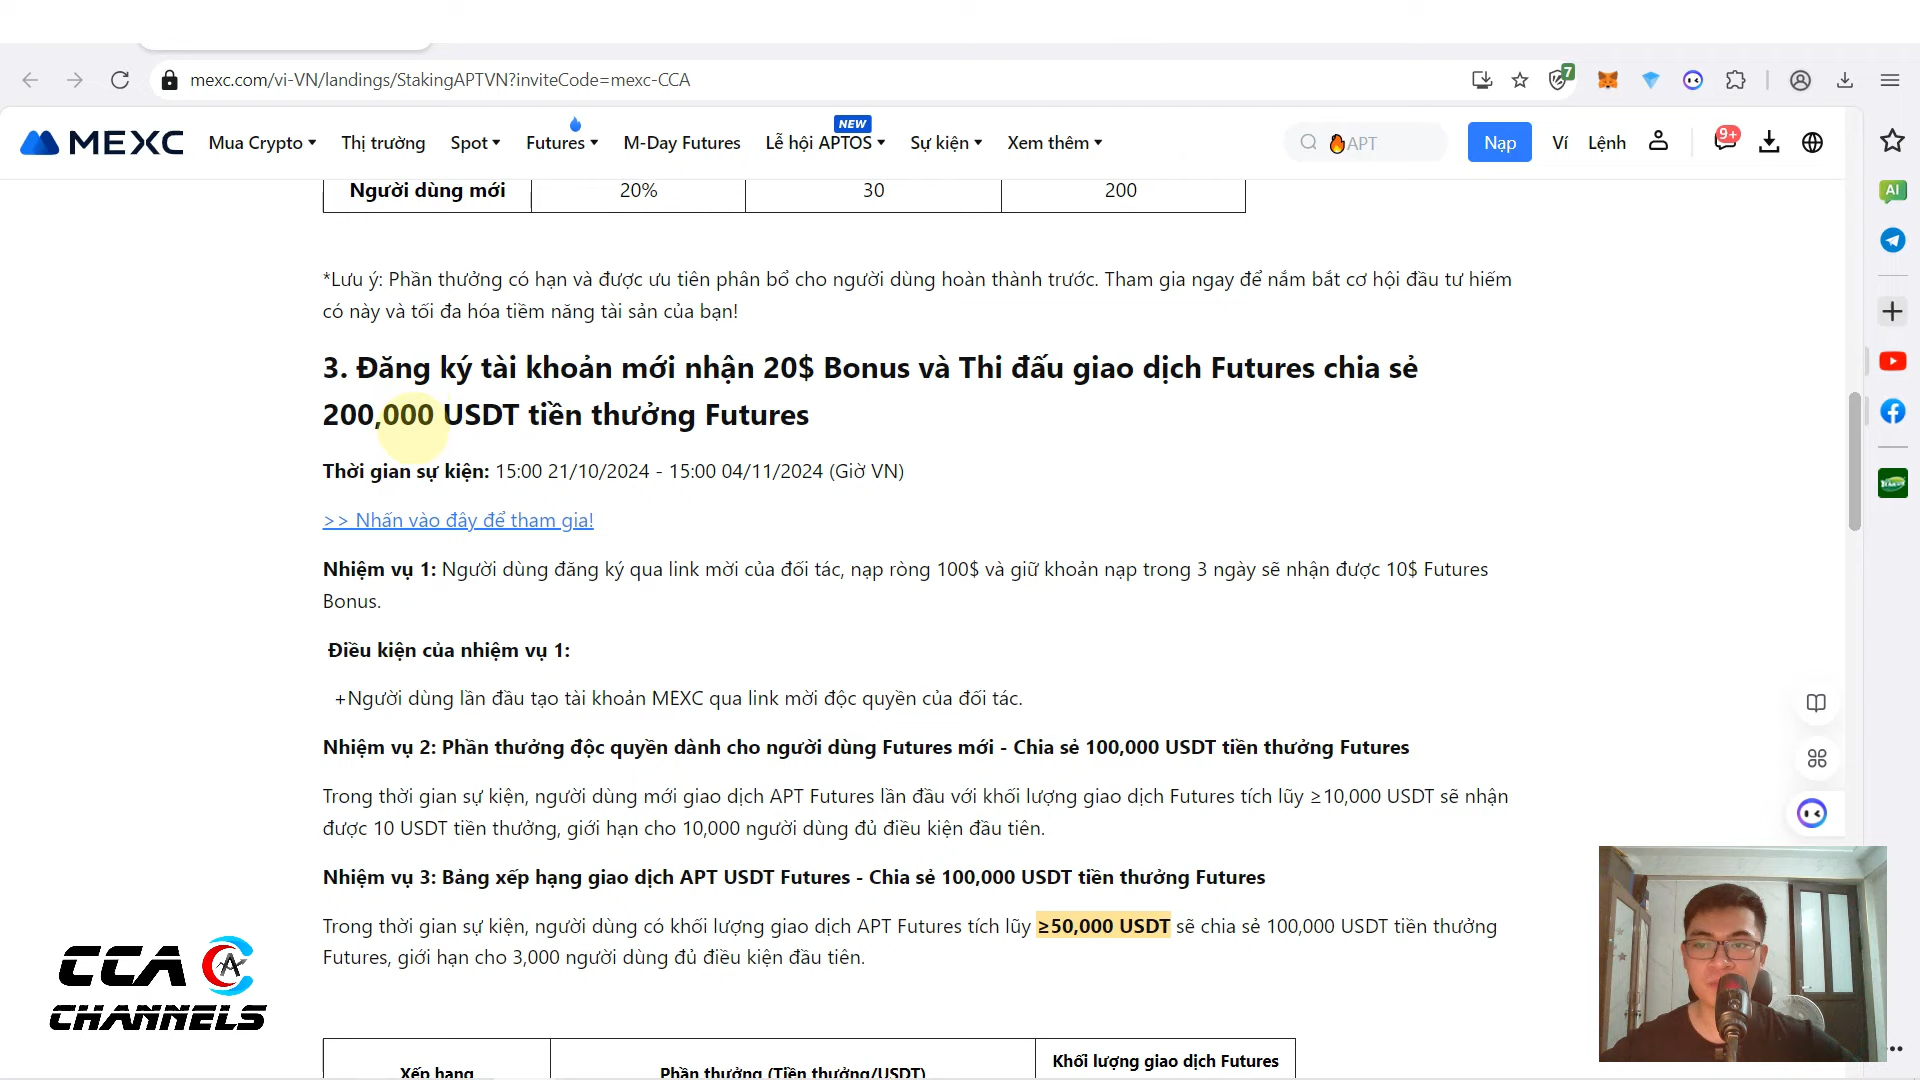 mexc.com/vi-VN/landings/StakingAPTVN?inviteCode=mexc-CCA
7
MEXC
Mua Crypto
Thị trường
Spot
Futures
M-Day Futures
Lễ hội APTOS
NEW
Sự kiện
Xem thêm
APT
Nạp
Ví
Lệnh
9+
AI
Người dùng mới 20% 30 200
*Lưu ý: Phần thưởng có hạn và được ưu tiên phân bổ cho người dùng hoàn thành trước. Tham gia ngay để nắm bắt cơ hội đầu tư hiếm
có này và tối đa hóa tiềm năng tài sản của bạn!
3. Đăng ký tài khoản mới nhận 20$ Bonus và Thi đấu giao dịch Futures chia sẻ
200,000 USDT tiền thưởng Futures
Thời gian sự kiện: 15:00 21/10/2024 - 15:00 04/11/2024 (Giờ VN)
>> Nhấn vào đây để tham gia!
Nhiệm vụ 1: Người dùng đăng ký qua link mời của đối tác, nạp ròng 100$ và giữ khoản nạp trong 3 ngày sẽ nhận được 10$ Futures
Bonus.
Điều kiện của nhiệm vụ 1:
+Người dùng lần đầu tạo tài khoản MEXC qua link mời độc quyền của đối tác.
Nhiệm vụ 2: Phần thưởng độc quyền dành cho người dùng Futures mới - Chia sẻ 100,000 USDT tiền thưởng Futures
Trong thời gian sự kiện, người dùng mới giao dịch APT Futures lần đầu với khối lượng giao dịch Futures tích lũy ≥10,000 USDT sẽ nhận
được 10 USDT tiền thưởng, giới hạn cho 10,000 người dùng đủ điều kiện đầu tiên.
Nhiệm vụ 3: Bảng xếp hạng giao dịch APT USDT Futures - Chia sẻ 100,000 USDT tiền thưởng Futures
Trong thời gian sự kiện, người dùng có khối lượng giao dịch APT Futures tích lũy ≥50,000 USDT sẽ chia sẻ 100,000 USDT tiền thưởng
Futures, giới hạn cho 3,000 người dùng đủ điều kiện đầu tiên.
CCA
CHANNELS
Xếp hạng Phần thưởng (Tiền thưởng/USDT) Khối lượng giao dịch Futures